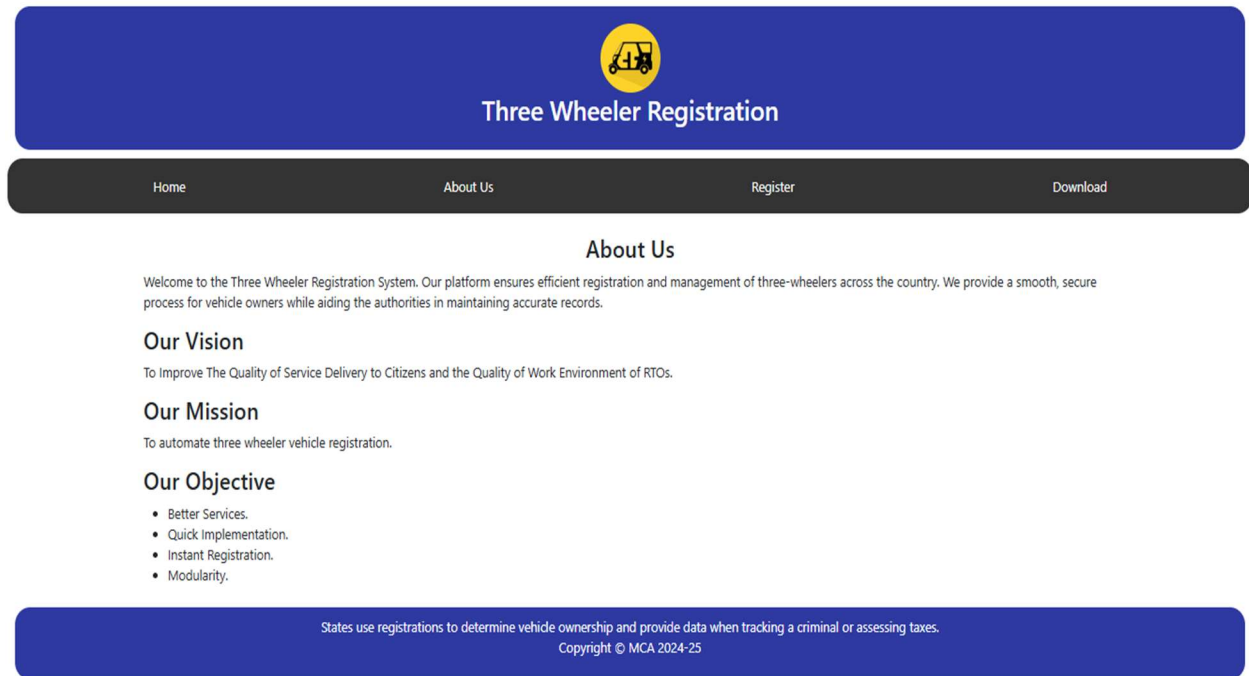 Three Wheeler Registration
Home About Us Register Download
About Us
Welcome to the Three Wheeler Registration System. Our platform ensures efficient registration and management of three-wheelers across the country. We provide a smooth, secure
process for vehicle owners while aiding the authorities in maintaining accurate records.
Our Vision
To Improve The Quality of Service Delivery to Citizens and the Quality of Work Environment of RTOs.
Our Mission
To automate three wheeler vehicle registration.
Our Objective
• Better Services.
• Quick Implementation.
• Instant Registration.
• Modularity.
States use registrations to determine vehicle ownership and provide data when tracking a criminal or assessing taxes.
Copyright © MCA 2024-25